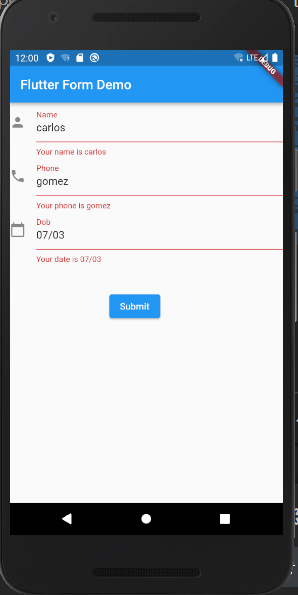 12:00 LTE
DEBUG
Flutter Form Demo
Name
carlos
Your name is carlos
Phone
gomez
Your phone is gomez
Dob
07/03
Your date is 07/03
Submit